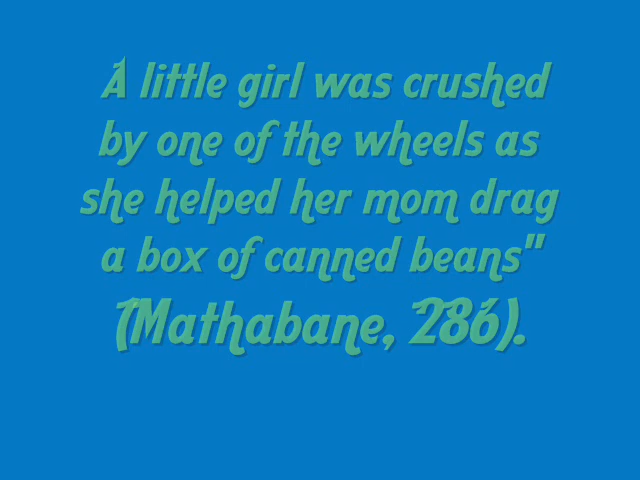 A little girl was crushed
by one of the wheels as
she helped her mom drag
a box of canned beans"
(Mathabane, 286).